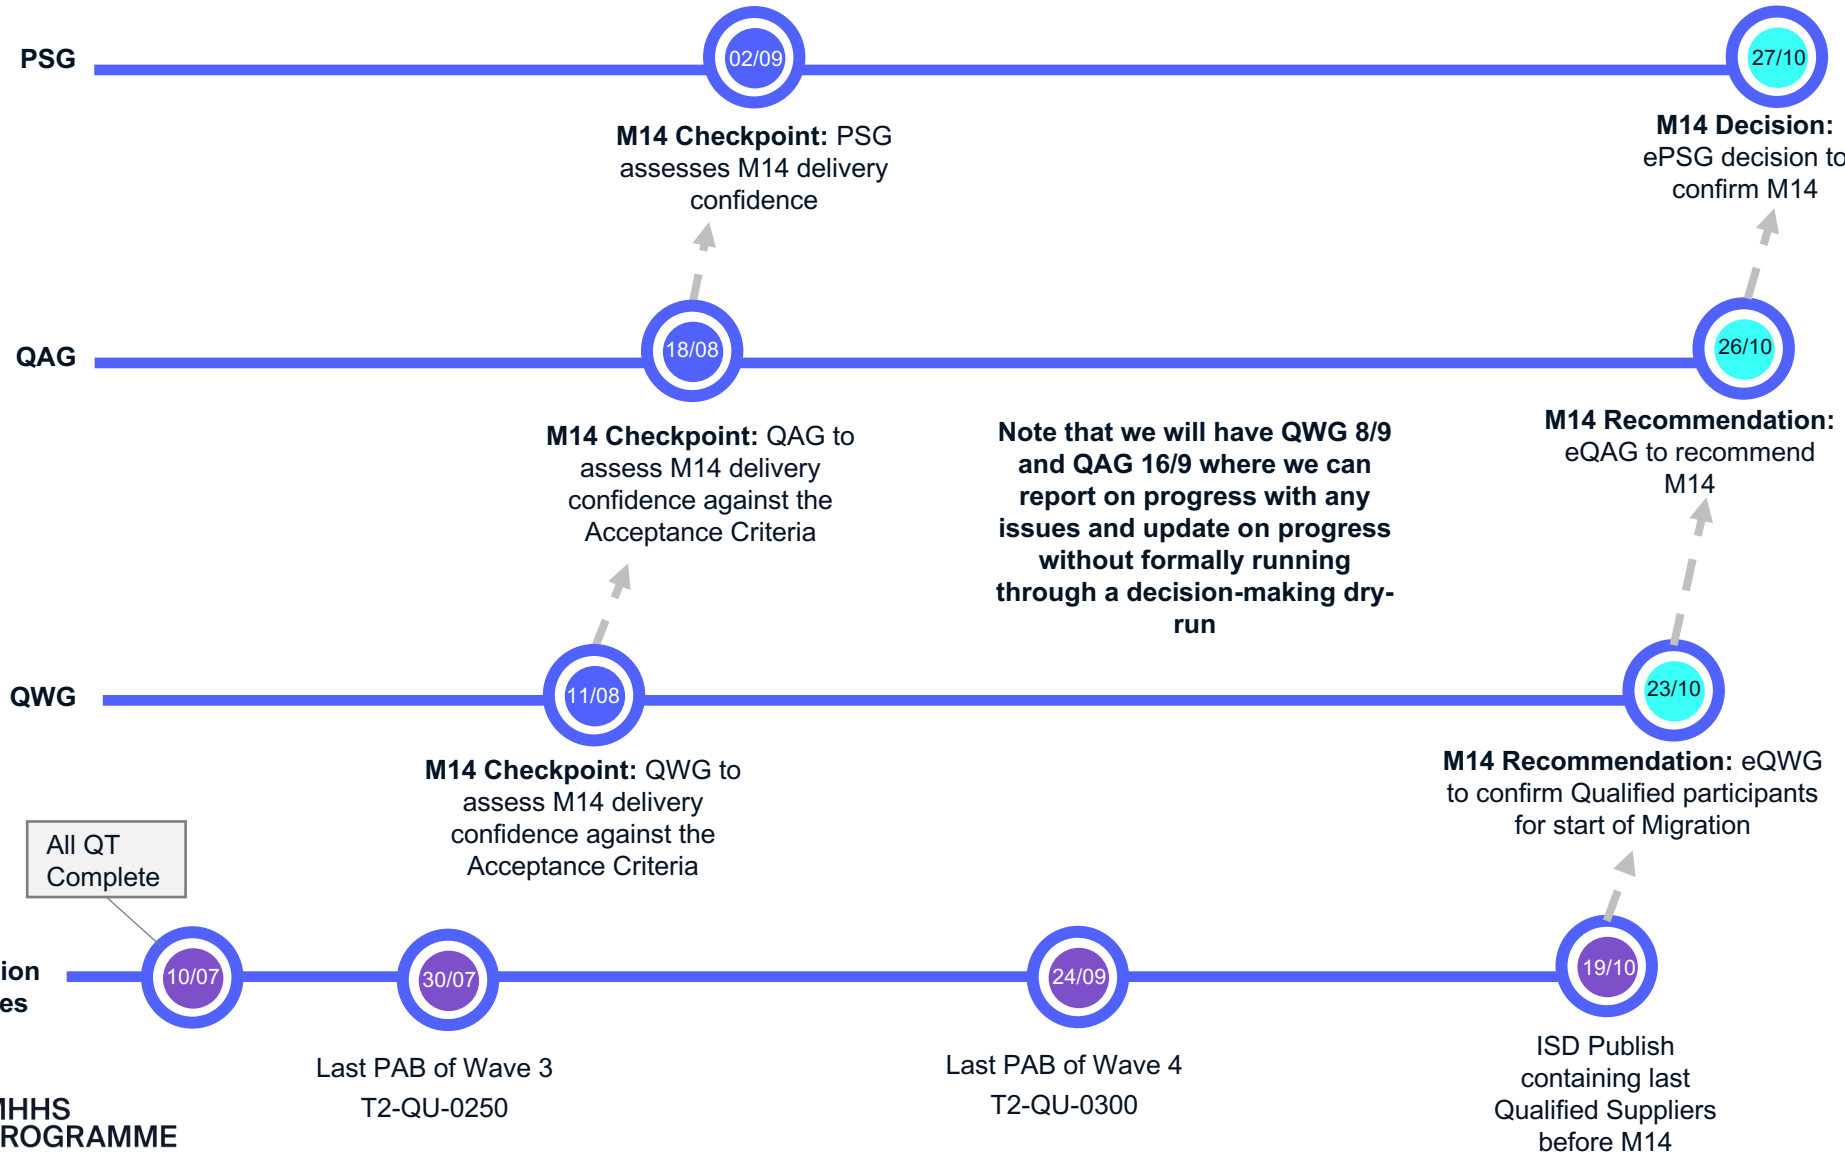 PSG
02/09
27/10
M14 Checkpoint: PSG
assesses M14 delivery
confidence
M14 Decision:
ePSG decision to
confirm M14
QAG
18/08
26/10
M14 Checkpoint: QAG to
assess M14 delivery
confidence against the
Acceptance Criteria
Note that we will have QWG 8/9
and QAG 16/9 where we can
report on progress with any
issues and update on progress
without formally running
through a decision-making dry-
run
M14 Recommendation:
eQAG to recommend
M14
QWG
11/08
23/10
M14 Checkpoint: QWG to
assess M14 delivery
confidence against the
Acceptance Criteria
M14 Recommendation: eQWG
to confirm Qualified participants
for start of Migration
All QT
Complete
tion
es
10/07
30/07
24/09
19/10
Last PAB of Wave 3
T2-QU-0250
Last PAB of Wave 4
T2-QU-0300
ISD Publish
containing last
Qualified Suppliers
before M14
MHHS
ROGRAMME